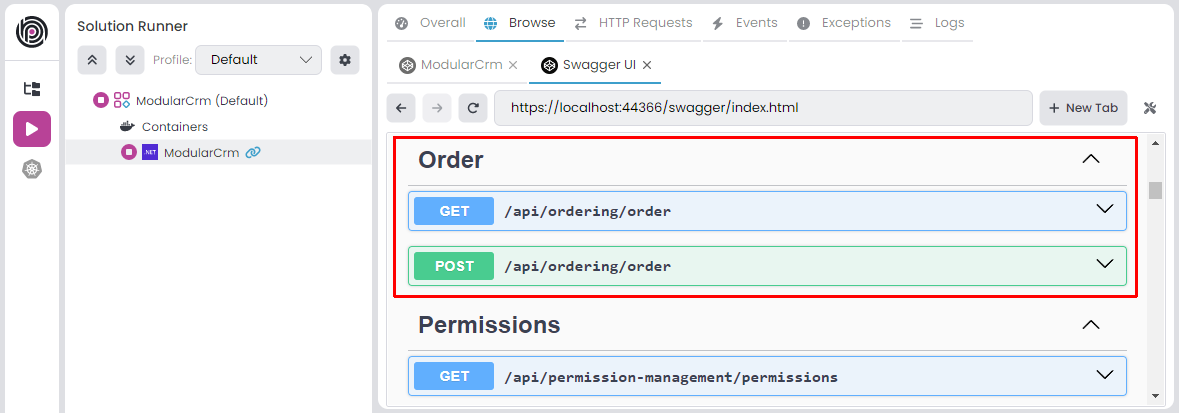 Solution Runner
Profile: Default
ModularCrm (Default)
Containers
.NET ModularCrm
Overall Browse HTTP Requests Events Exceptions Logs
ModularCrm Swagger UI
https://localhost:44366/swagger/index.html + New Tab
Order
GET /api/ordering/order
POST /api/ordering/order
Permissions
GET /api/permission-management/permissions